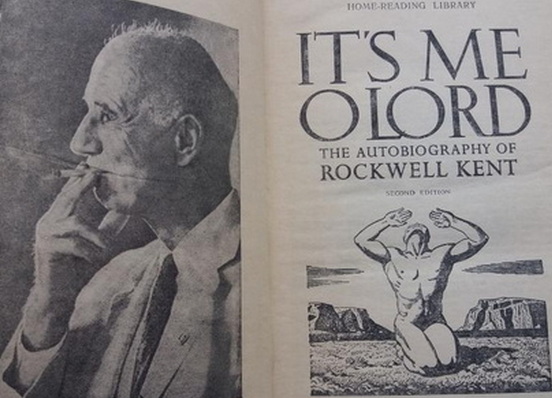 HOME-READING LIBRARY
IT'S ME
O LORD
THE AUTOBIOGRAPHY OF
ROCKWELL KENT
SECOND EDITION